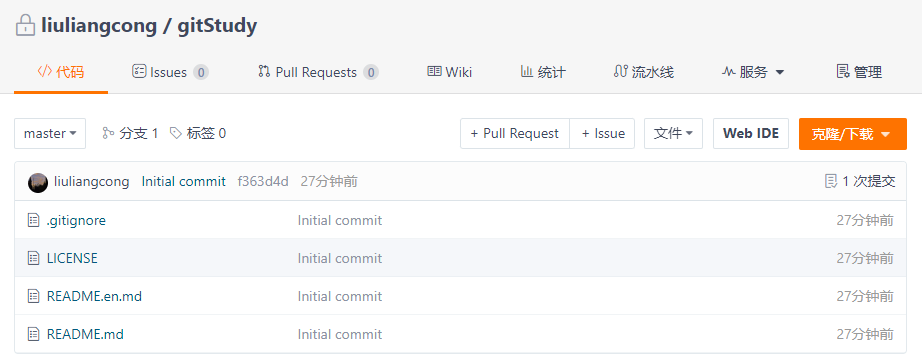 liuliangcong / gitStudy
代码 Issues 0 Pull Requests 0 Wiki 统计 流水线 服务 管理
master 分支 1 标签 0 + Pull Request + Issue 文件 Web IDE 克隆/下载
liuliangcong Initial commit f363d4d 27分钟前 1 次提交
.gitignore Initial commit 27分钟前
LICENSE Initial commit 27分钟前
README.en.md Initial commit 27分钟前
README.md Initial commit 27分钟前